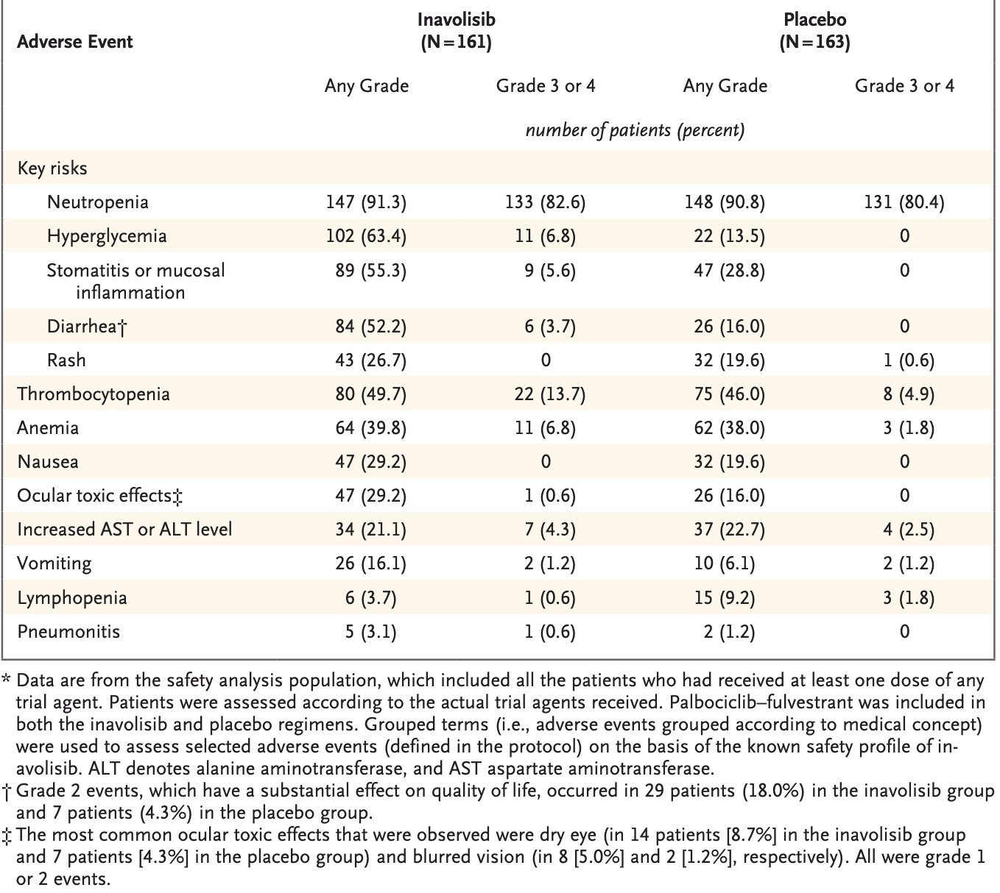 Adverse Event
Inavolisib
(N=161)
Placebo
(N=163)
Any Grade Grade 3 or 4 Any Grade Grade 3 or 4
number of patients (percent)
Key risks
Neutropenia 147 (91.3) 133 (82.6) 148 (90.8) 131 (80.4)
Hyperglycemia 102 (63.4) 11 (6.8) 22 (13.5) 0
Stomatitis or mucosal 89 (55.3) 9 (5.6) 47 (28.8) 0
inflammation
Diarrhea† 84 (52.2) 6 (3.7) 26 (16.0) 0
Rash 43 (26.7) 0 32 (19.6) 1 (0.6)
Thrombocytopenia 80 (49.7) 22 (13.7) 75 (46.0) 8 (4.9)
Anemia 64 (39.8) 11 (6.8) 62 (38.0) 3 (1.8)
Nausea 47 (29.2) 0 32 (19.6) 0
Ocular toxic effects‡ 47 (29.2) 1 (0.6) 26 (16.0) 0
Increased AST or ALT level 34 (21.1) 7 (4.3) 37 (22.7) 4 (2.5)
Vomiting 26 (16.1) 2 (1.2) 10 (6.1) 2 (1.2)
Lymphopenia 6 (3.7) 1 (0.6) 15 (9.2) 3 (1.8)
Pneumonitis 5 (3.1) 1 (0.6) 2 (1.2) 0
* Data are from the safety analysis population, which included all the patients who had received at least one dose of any
trial agent. Patients were assessed according to the actual trial agents received. Palbociclib–fulvestrant was included in
both the inavolisib and placebo regimens. Grouped terms (i.e., adverse events grouped according to medical concept)
were used to assess selected adverse events (defined in the protocol) on the basis of the known safety profile of in-
avolisib. ALT denotes alanine aminotransferase, and AST aspartate aminotransferase.
† Grade 2 events, which have a substantial effect on quality of life, occurred in 29 patients (18.0%) in the inavolisib group
and 7 patients (4.3%) in the placebo group.
‡ The most common ocular toxic effects that were observed were dry eye (in 14 patients [8.7%] in the inavolisib group
and 7 patients [4.3%] in the placebo group) and blurred vision (in 8 [5.0%] and 2 [1.2%], respectively). All were grade 1
or 2 events.